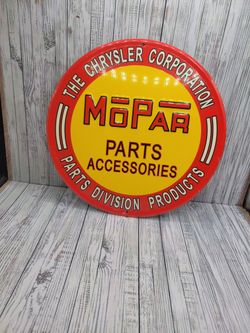 THE CHRYSLER CORPORATION
MOPAR
PARTS
ACCESSORIES
PARTS DIVISION PRODUCTS